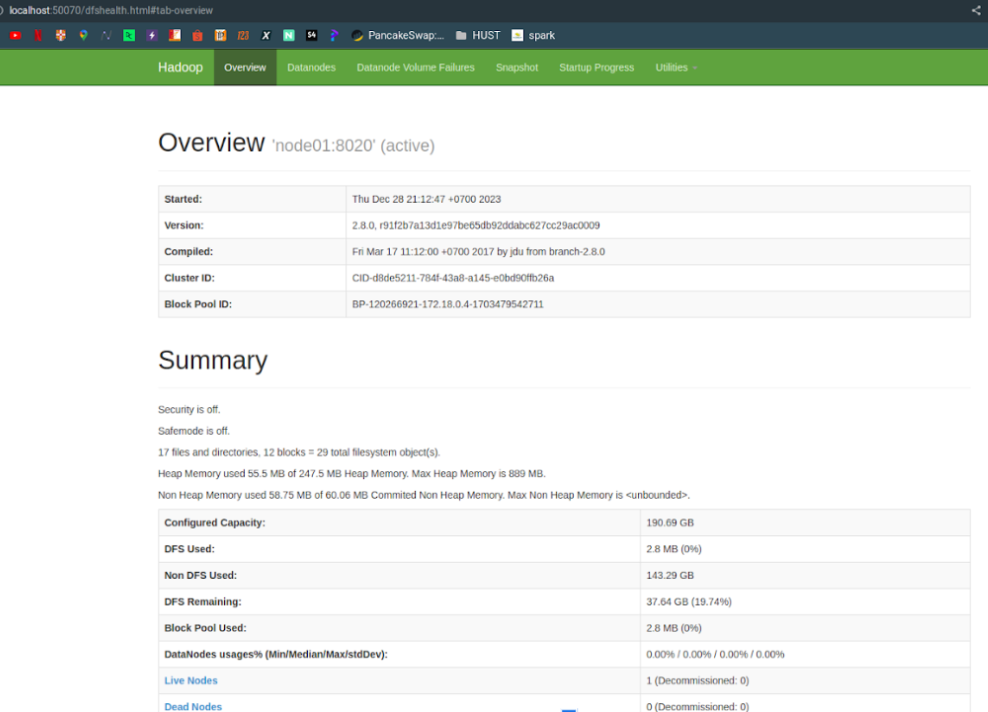 localhost:50070/dfshealth.html#tab-overview
PancakeSwap:... HUST spark
Hadoop Overview Datanodes Datanode Volume Failures Snapshot Startup Progress Utilities
Overview 'node01:8020' (active)
Started: Thu Dec 28 21:12:47 +0700 2023
Version: 2.8.0, r91f2b7a13d1e97be65db92ddabc627cc29ac0009
Compiled: Fri Mar 17 11:12:00 +0700 2017 by jdu from branch-2.8.0
Cluster ID: CID-d8de5211-784f-43a8-a145-e0bd90ffb26a
Block Pool ID: BP-120266921-172.18.0.4-1703479542711
Summary
Security is off.
Safemode is off.
17 files and directories, 12 blocks = 29 total filesystem object(s).
Heap Memory used 55.5 MB of 247.5 MB Heap Memory. Max Heap Memory is 889 MB.
Non Heap Memory used 58.75 MB of 60.06 MB Commited Non Heap Memory. Max Non Heap Memory is <unbounded>.
Configured Capacity: 190.69 GB
DFS Used: 2.8 MB (0%)
Non DFS Used: 143.29 GB
DFS Remaining: 37.64 GB (19.74%)
Block Pool Used: 2.8 MB (0%)
DataNodes usages% (Min/Median/Max/stdDev): 0.00% / 0.00% / 0.00% / 0.00%
Live Nodes 1 (Decommissioned: 0)
Dead Nodes 0 (Decommissioned: 0)